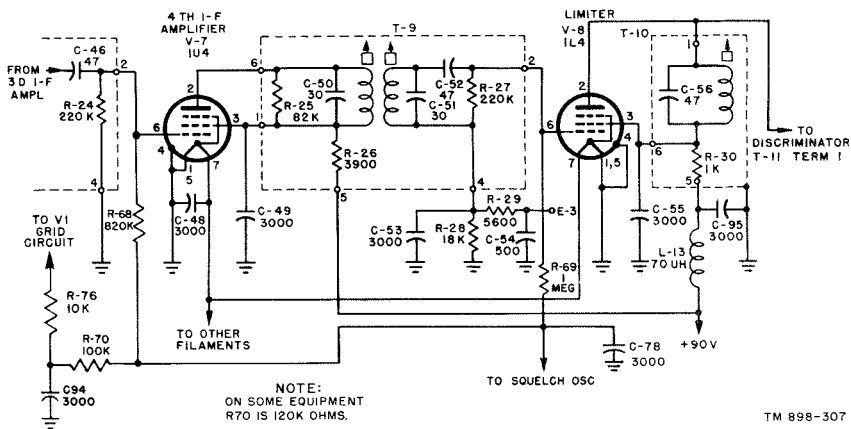 4TH I-F
AMPLIFIER
V-7
1U4
T-9
LIMITER
V-8
1L4
T-10
C-46
47
2
FROM
3D I-F
AMPL
R-24
220K
4
2
6
3
4
1
5
7
6
1
R-25
82K
C-50
30
C-51
30
C-52
47
R-27
220K
2
R-26
3900
5
4
2
6
3
7
1,5
4
1
C-56
47
6
R-30
1K
5
TO
DISCRIMINATOR
T-11 TERM 1
TO V1
GRID
CIRCUIT
R-68
820K
C-48
3000
C-49
3000
C-53
3000
R-28
18K
R-29
5600
E-3
C-54
500
R-69
1
MEG
C-55
3000
C-95
3000
L-13
70UH
R-76
10K
R-70
100K
C94
3000
TO OTHER
FILAMENTS
NOTE:
ON SOME EQUIPMENT
R70 IS 120K OHMS.
TO SQUELCH OSC
C-78
3000
+90V
TM 898-307